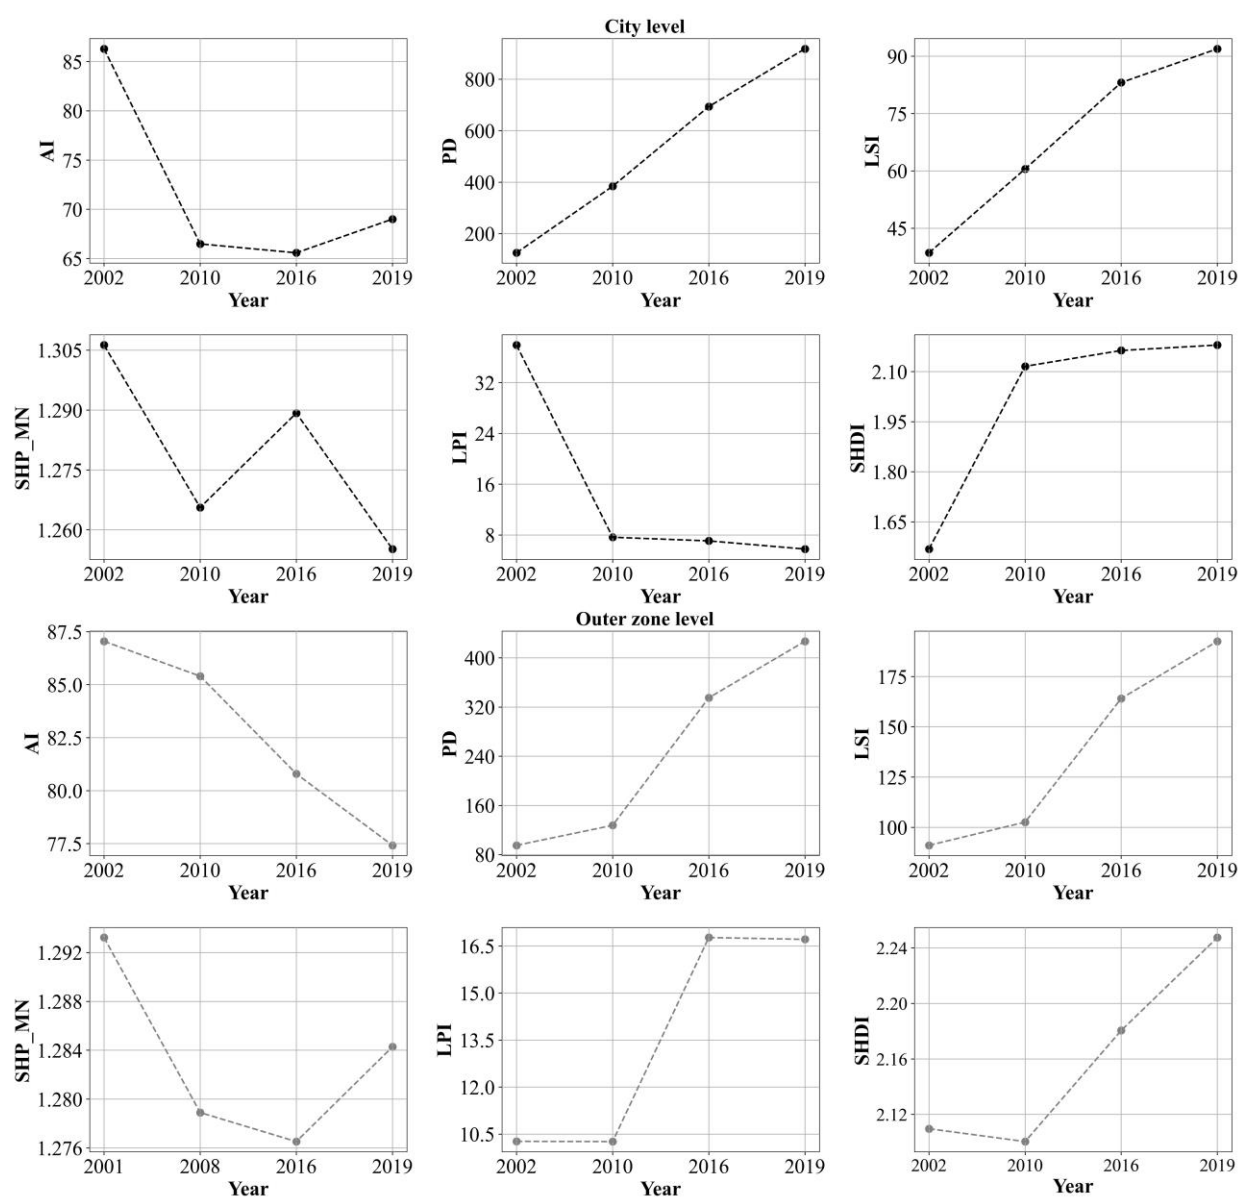 City level
85
80
75
70
65
AI
2002 2010 2016 2019
Year
800
600
400
200
PD
2002 2010 2016 2019
Year
90
75
60
45
LSI
2002 2010 2016 2019
Year
1.305
1.290
1.275
1.260
SHP_MN
2002 2010 2016 2019
Year
32
24
16
8
LPI
2002 2010 2016 2019
Year
2.10
1.95
1.80
1.65
SHDI
2002 2010 2016 2019
Year
Outer zone level
87.5
85.0
82.5
80.0
77.5
AI
2002 2010 2016 2019
Year
400
320
240
160
80
PD
2002 2010 2016 2019
Year
175
150
125
100
LSI
2002 2010 2016 2019
Year
1.292
1.288
1.284
1.280
1.276
SHP_MN
2001 2008 2016 2019
Year
16.5
15.0
13.5
12.0
10.5
LPI
2002 2010 2016 2019
Year
2.24
2.20
2.16
2.12
SHDI
2002 2010 2016 2019
Year